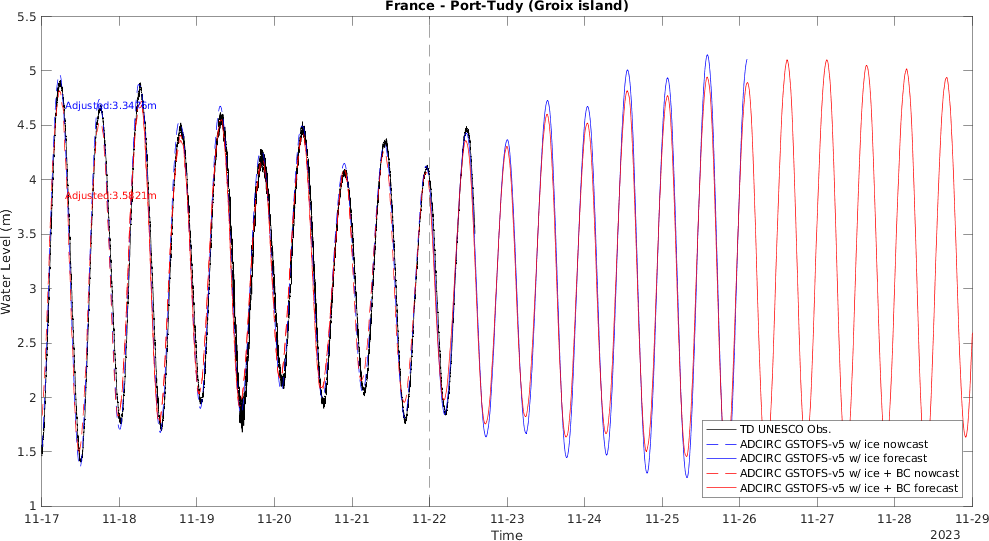 France - Port-Tudy (Groix island)
5.5
5
4.5
4
3.5
3
2.5
2
1.5
1
Water Level (m)
Adjusted:3.3476m
Adjusted:3.5821m
TD UNESCO Obs.
ADCIRC GSTOFS-v5 w/ ice nowcast
ADCIRC GSTOFS-v5 w/ ice forecast
ADCIRC GSTOFS-v5 w/ ice + BC nowcast
ADCIRC GSTOFS-v5 w/ ice + BC forecast
11-17 11-18 11-19 11-20 11-21 11-22 11-23 11-24 11-25 11-26 11-27 11-28 11-29
Time
2023